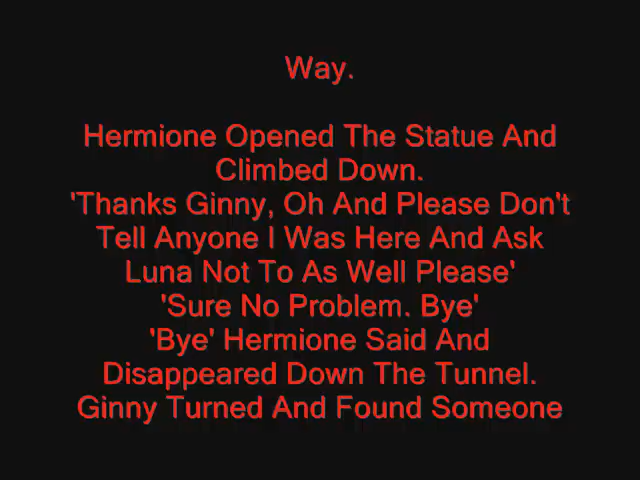 Way.
Hermione Opened The Statue And
Climbed Down.
'Thanks Ginny, Oh And Please Don't
Tell Anyone I Was Here And Ask
Luna Not To As Well Please'
'Sure No Problem. Bye'
'Bye' Hermione Said And
Disappeared Down The Tunnel.
Ginny Turned And Found Someone